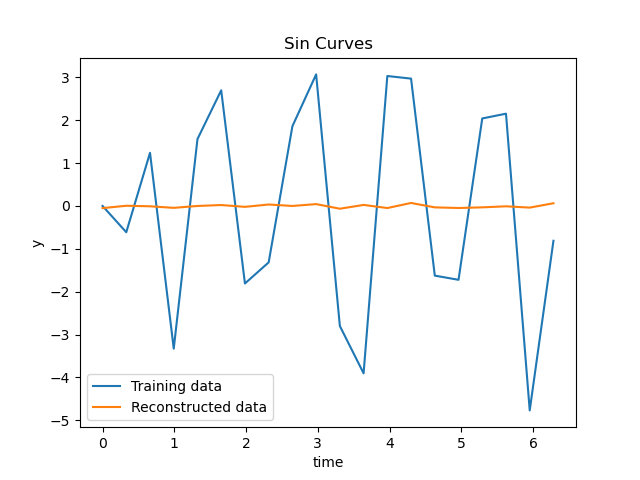 Sin Curves
y
3
2
1
0
−1
−2
−3
−4
−5
Training data
Reconstructed data
0 1 2 3 4 5 6
time